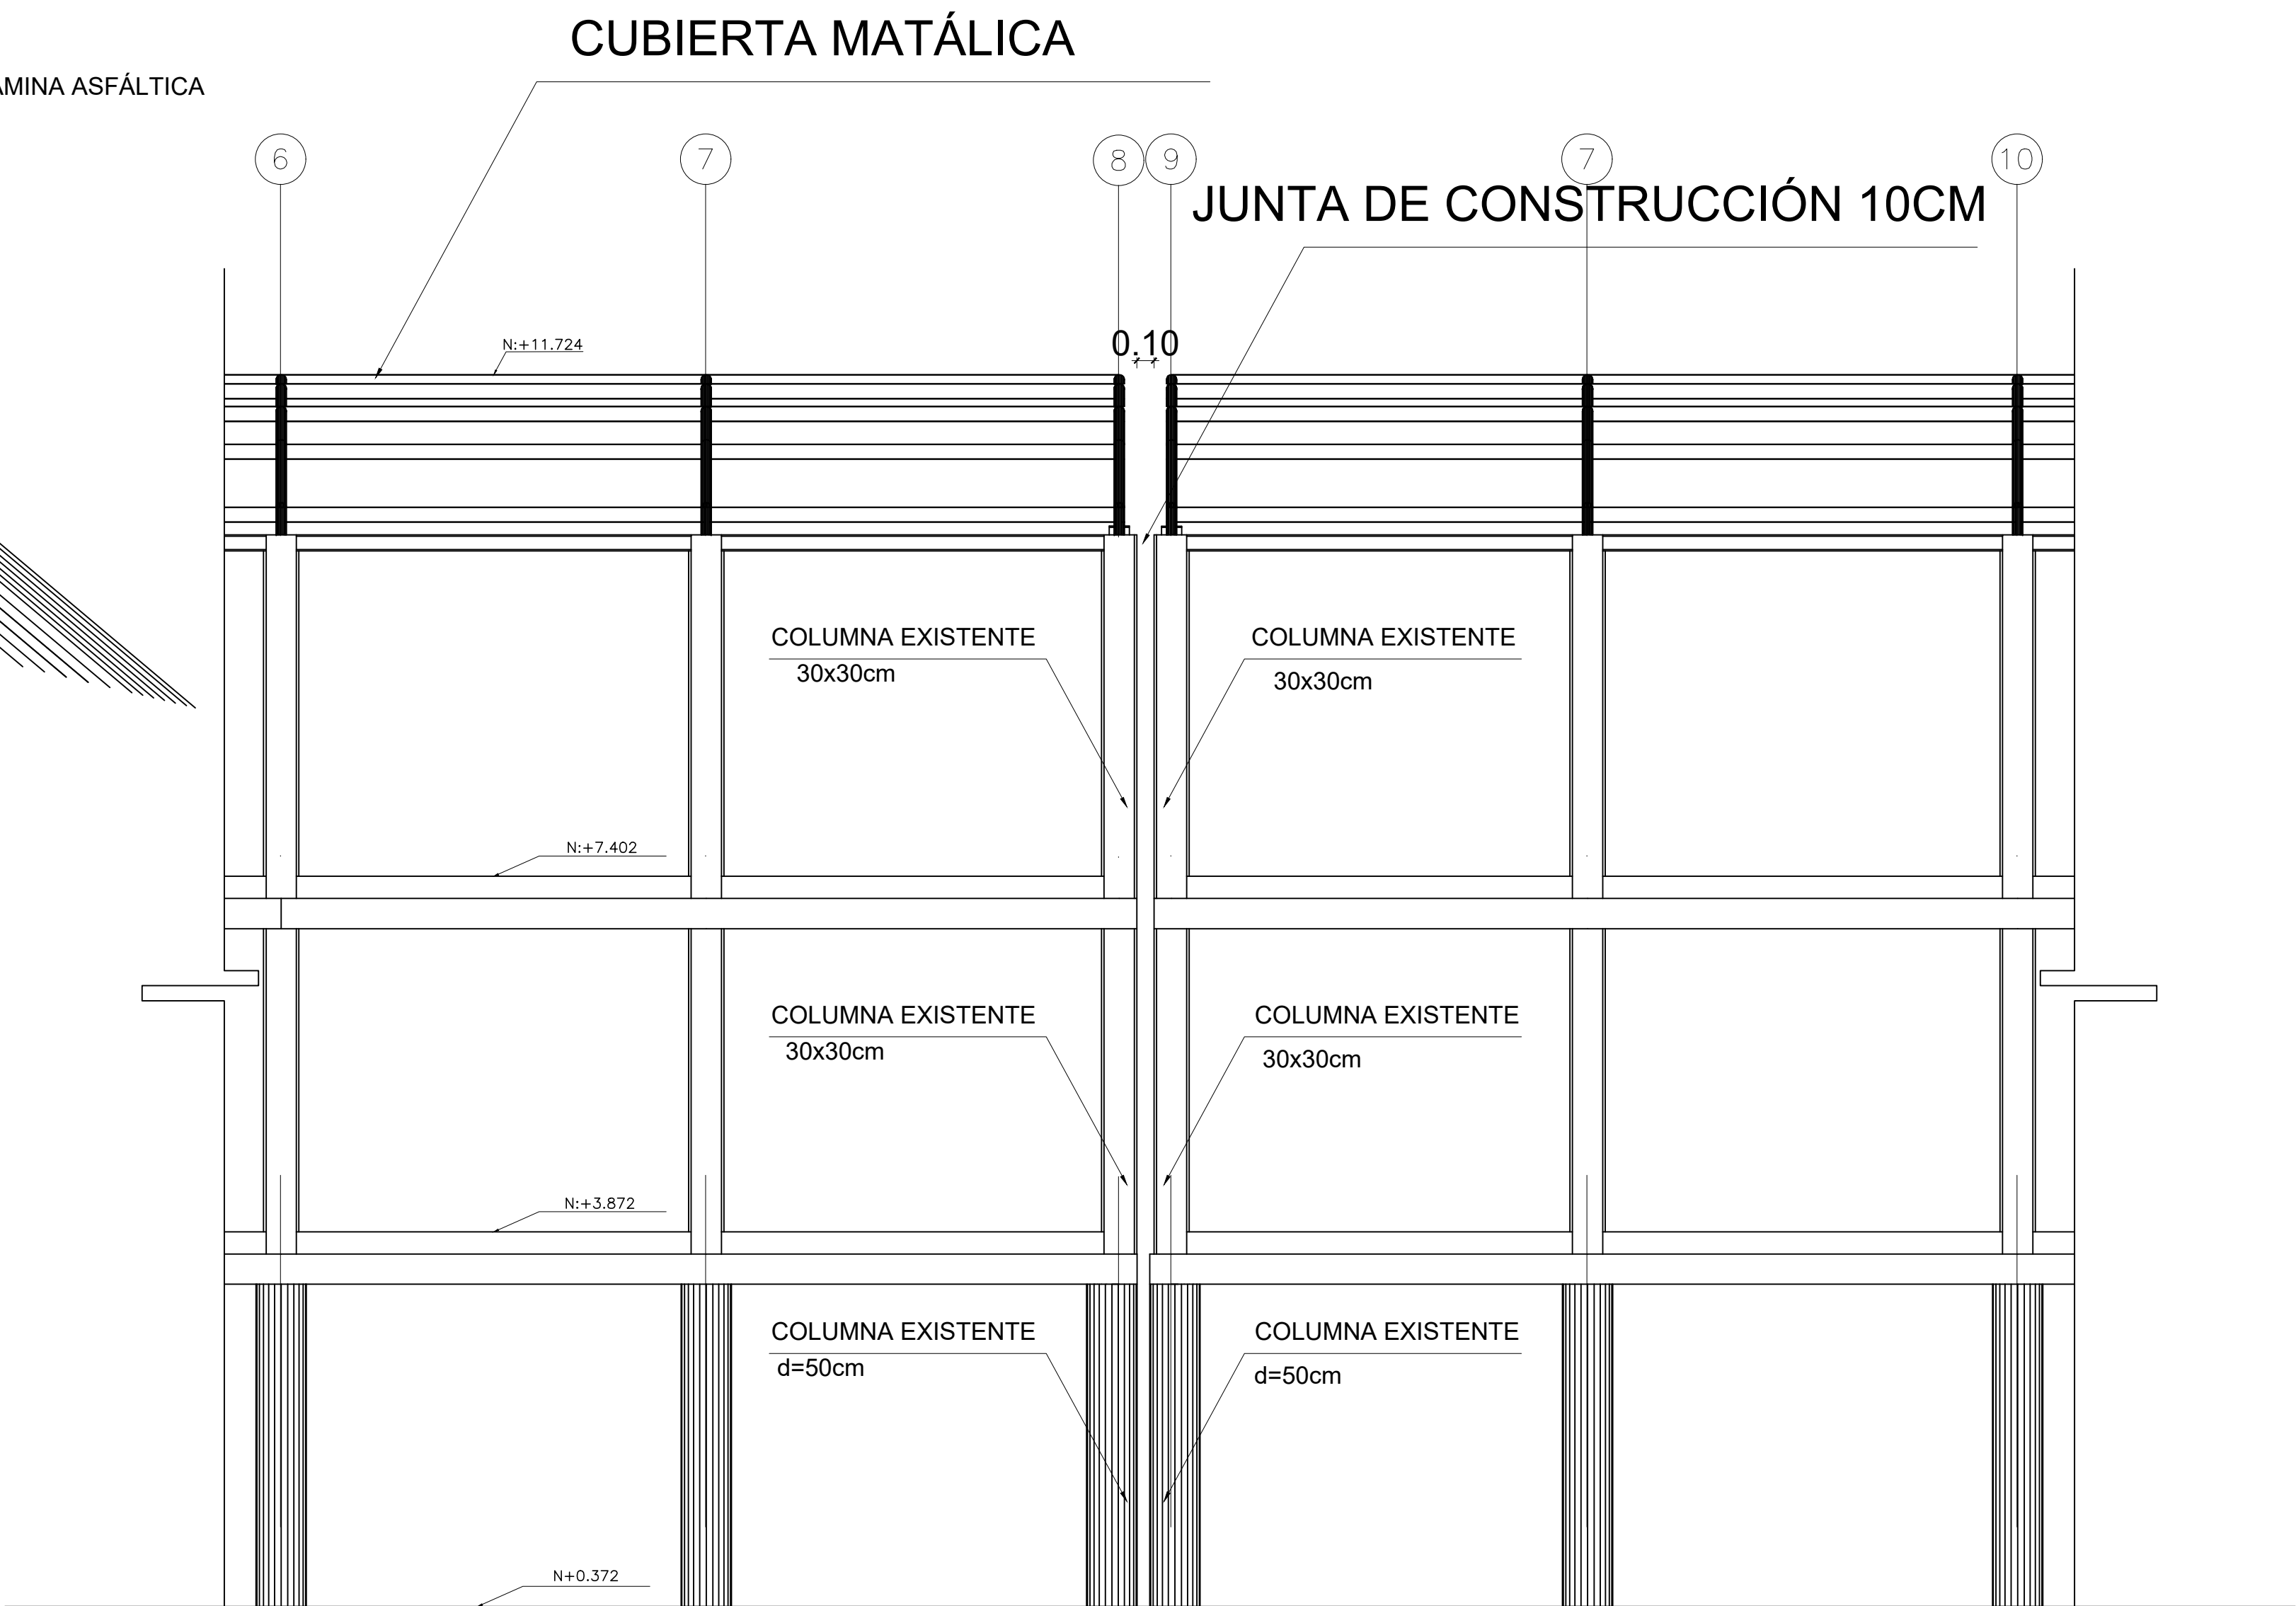 CUBIERTA MATÁLICA
AMINA ASFÁLTICA
6
7
8
9
7
10
JUNTA DE CONSTRUCCIÓN 10CM
0.10
N:+11.724
COLUMNA EXISTENTE
30x30cm
COLUMNA EXISTENTE
30x30cm
N:+7.402
COLUMNA EXISTENTE
30x30cm
COLUMNA EXISTENTE
30x30cm
N:+3.872
COLUMNA EXISTENTE
d=50cm
COLUMNA EXISTENTE
d=50cm
N+0.372